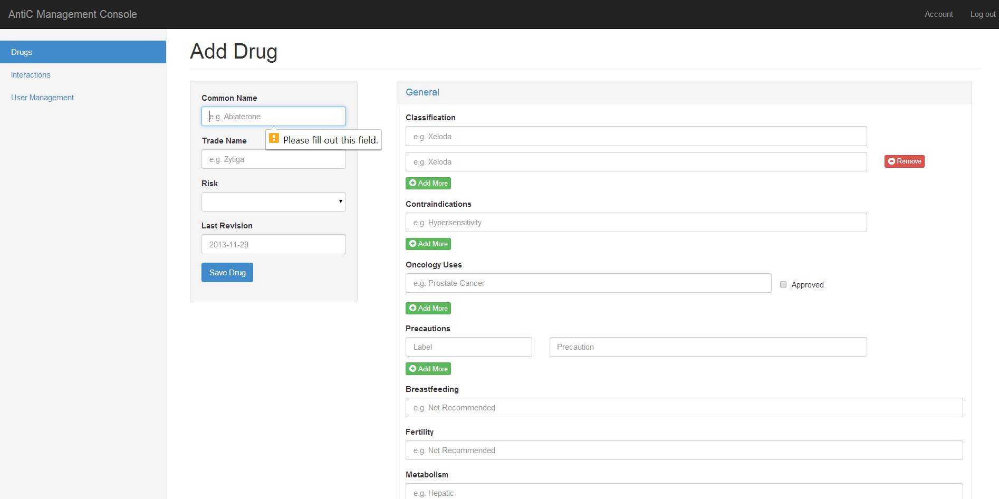 AntiC Management Console
Account
Log out
Drugs
Interactions
User Management
Add Drug
Common Name
e.g. Abiaterone
Please fill out this field.
Trade Name
e.g. Zytiga
Risk
Last Revision
2013-11-29
Save Drug
General
Classification
e.g. Xeloda
e.g. Xeloda
Remove
Add More
Contraindications
e.g. Hypersensitivity
Add More
Oncology Uses
e.g. Prostate Cancer
Approved
Add More
Precautions
Label
Precaution
Add More
Breastfeeding
e.g. Not Recommended
Fertility
e.g. Not Recommended
Metabolism
e.g. Hepatic